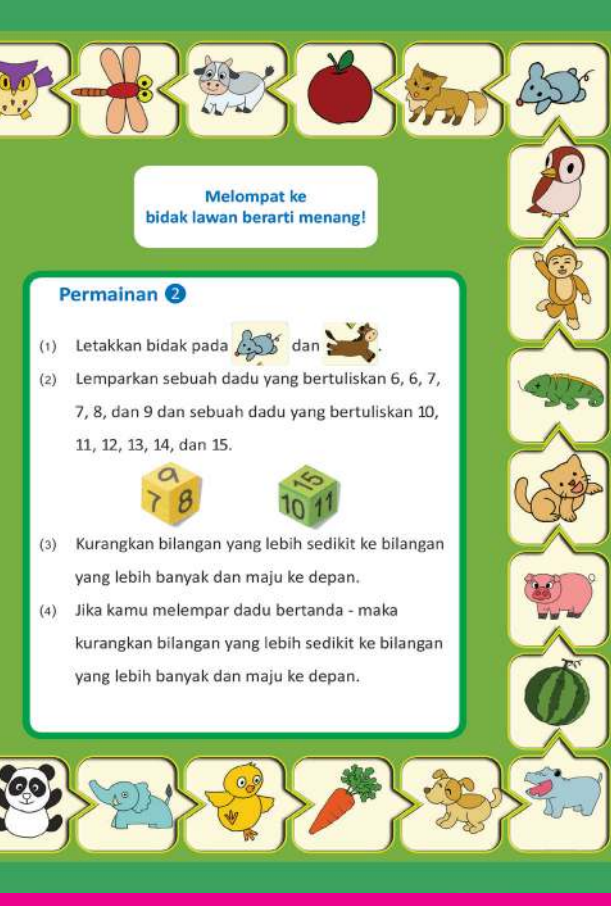 Melompat ke
bidak lawan berarti menang!
Permainan 2
(1) Letakkan bidak pada dan .
(2) Lemparkan sebuah dadu yang bertuliskan 6, 6, 7,
7, 8, dan 9 dan sebuah dadu yang bertuliskan 10,
11, 12, 13, 14, dan 15.
9
7 8
15
10 11
(3) Kurangkan bilangan yang lebih sedikit ke bilangan
yang lebih banyak dan maju ke depan.
(4) Jika kamu melempar dadu bertanda - maka
kurangkan bilangan yang lebih sedikit ke bilangan
yang lebih banyak dan maju ke depan.